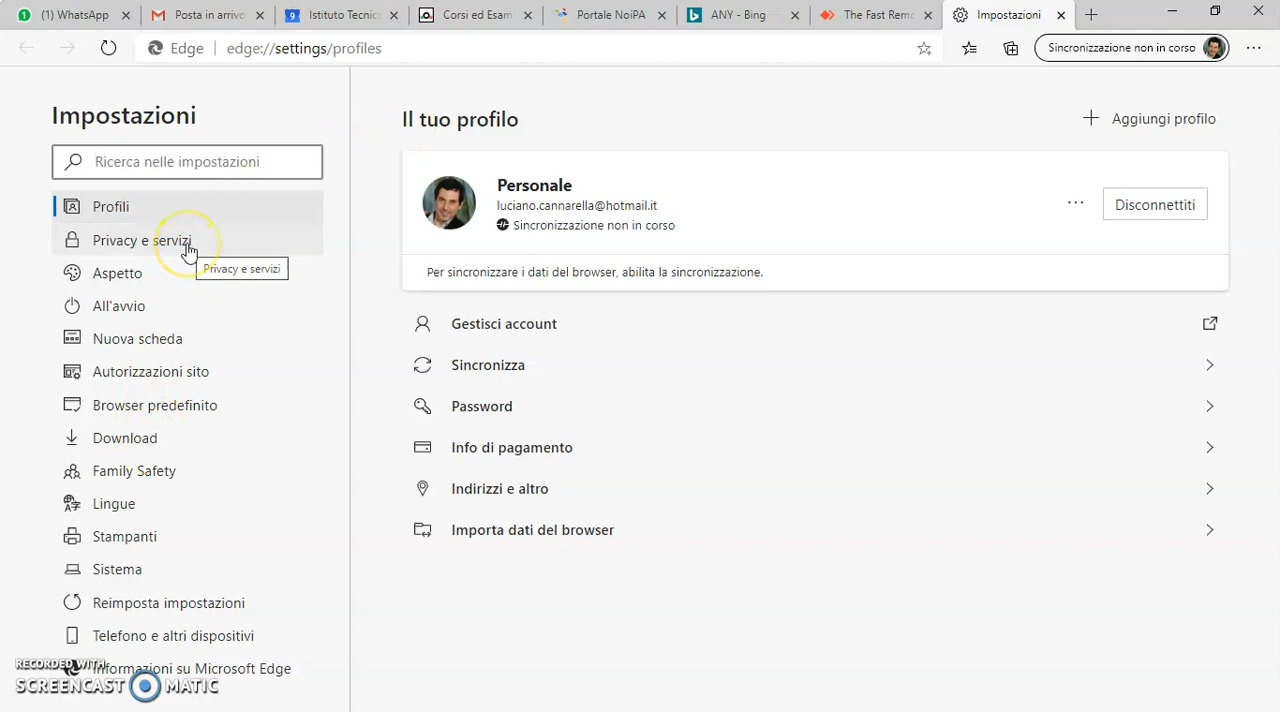 (1) WhatsApp
Posta in arrivo
Istituto Tecnic
Corsi ed Esam
Portale NoiPA
ANY - Bing
The Fast Remo
Impostazioni
Edge
edge://settings/profiles
Sincronizzazione non in corso
Impostazioni
Ricerca nelle impostazioni
Profili
Privacy e servizi
Privacy e servizi
Aspetto
All'avvio
Nuova scheda
Autorizzazioni sito
Browser predefinito
Download
Family Safety
Lingue
Stampanti
Sistema
Reimposta impostazioni
Telefono e altri dispositivi
Informazioni su Microsoft Edge
Il tuo profilo
Aggiungi profilo
Personale
luciano.cannarella@hotmail.it
Sincronizzazione non in corso
Disconnettiti
Per sincronizzare i dati del browser, abilita la sincronizzazione.
Gestisci account
Sincronizza
Password
Info di pagamento
Indirizzi e altro
Importa dati del browser
RECORDED WITH
SCREENCAST MATIC